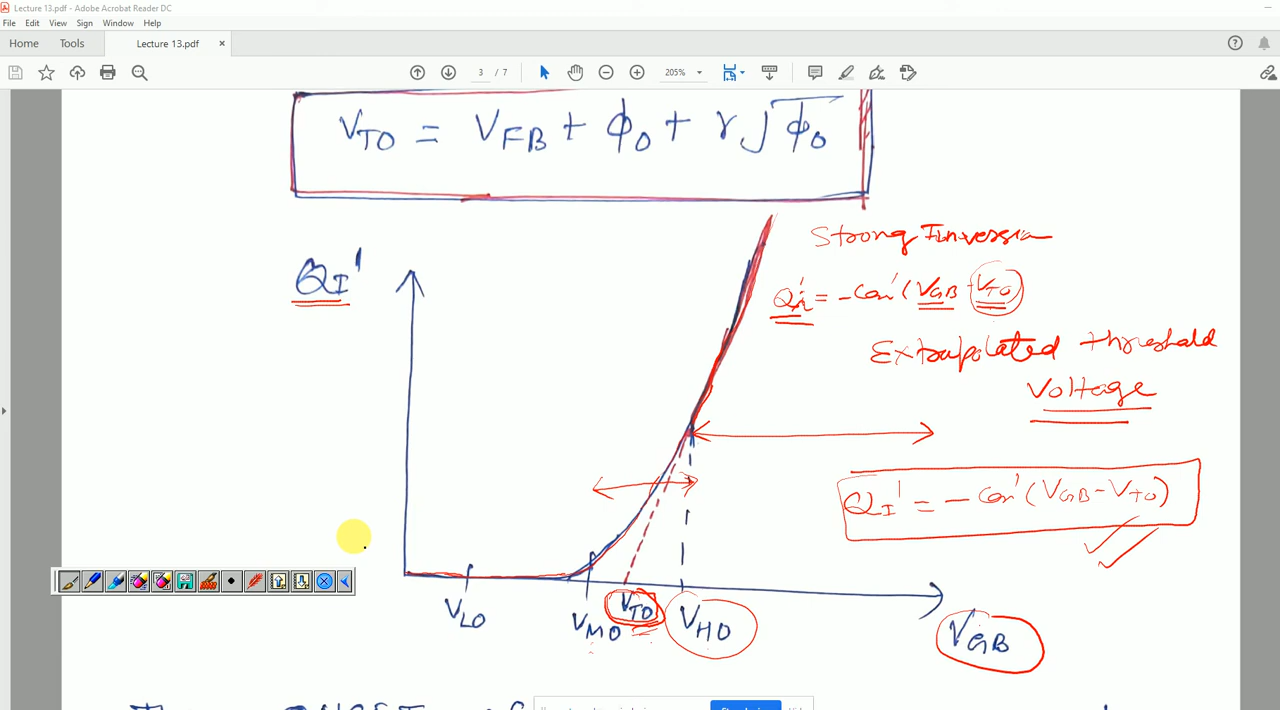 Lecture 13.pdf - Adobe Acrobat Reader DC
File Edit View Sign Window Help
Home Tools Lecture 13.pdf ×
3 / 7 205%
VTO = VFB + ϕ0 + γ√ϕ0
Strong Inversion
QI'
Qi' = -Cox' (VGB - VTO)
Extrapolated threshold
Voltage
QI' = - Cox' (VGB - VTO)
VLO VMO VTO VHO VGB